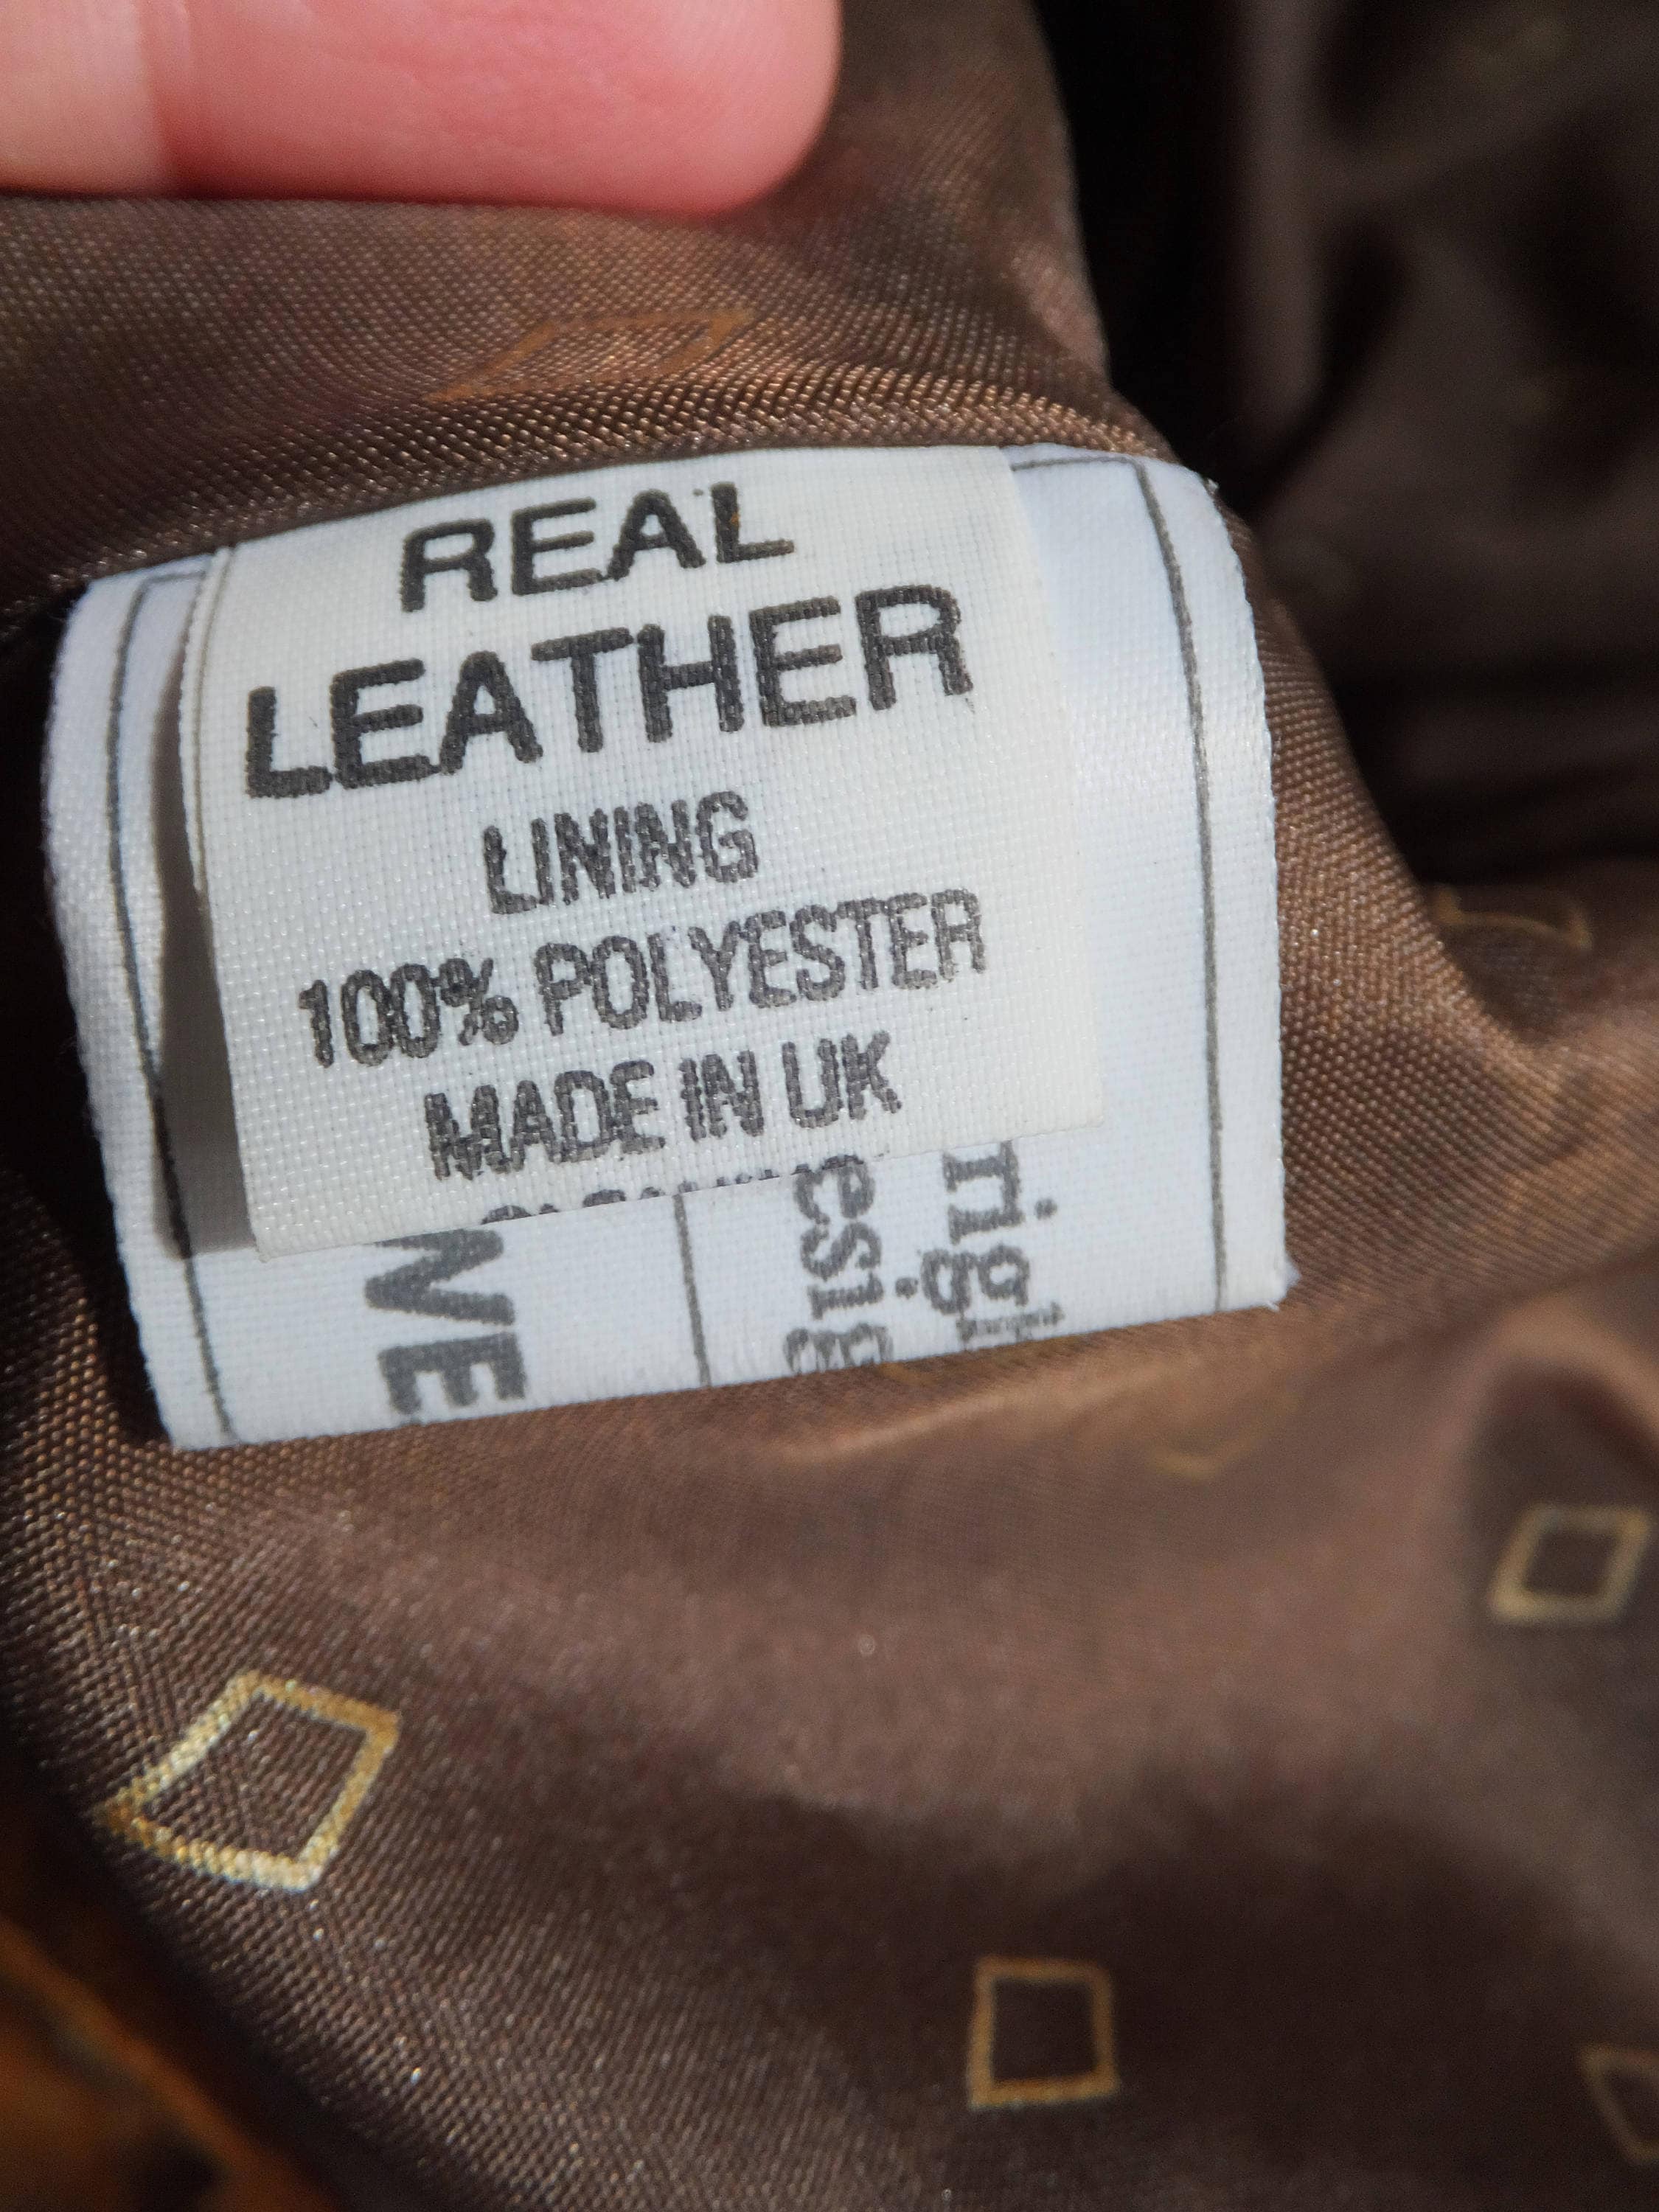 REAL
LEATHER
LINING
100% POLYESTER
MADE IN UK